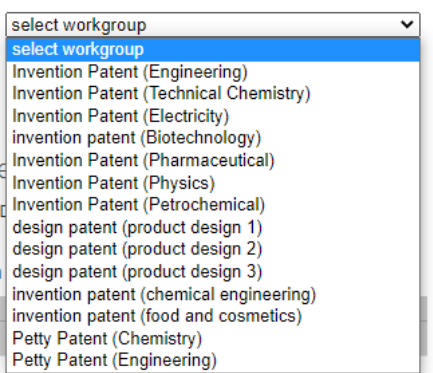 select workgroup
select workgroup
Invention Patent (Engineering)
Invention Patent (Technical Chemistry)
Invention Patent (Electricity)
invention patent (Biotechnology)
Invention Patent (Pharmaceutical)
Invention Patent (Physics)
Invention Patent (Petrochemical)
design patent (product design 1)
design patent (product design 2)
design patent (product design 3)
invention patent (chemical engineering)
invention patent (food and cosmetics)
Petty Patent (Chemistry)
Petty Patent (Engineering)